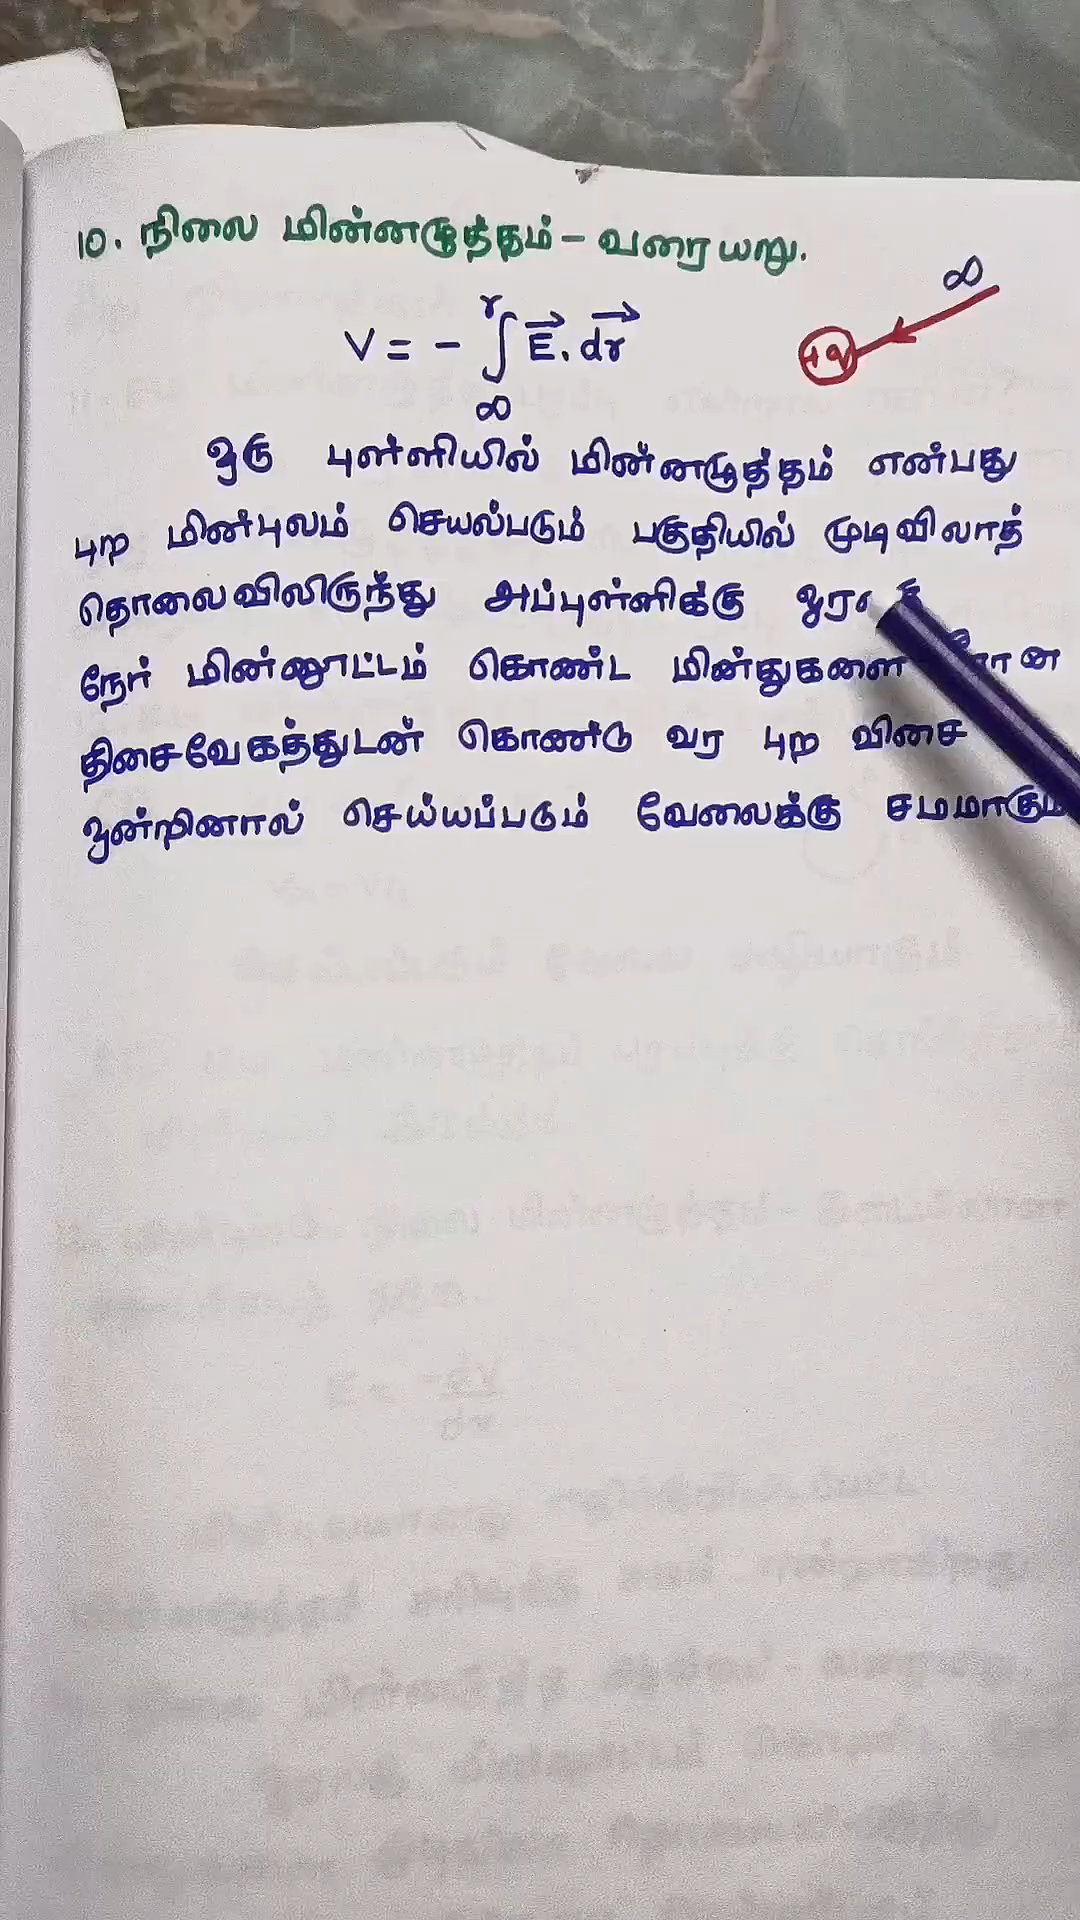 10. நிலை மின்னழுத்தம் - வரையறு.
∞
r
V = - ∫ E⃗ . dr⃗
+q
∞
ஒரு புள்ளியில் மின்னழுத்தம் என்பது
புற மின்புலம் செயல்படும் பகுதியில் முடிவிலாத்
தொலைவிலிருந்து அப்புள்ளிக்கு
நேர் மின்னூட்டம் கொண்ட மின்துகளை
திசைவேகத்துடன் கொண்டு வர புற விசை
ஒன்றினால் செய்யப்படும் வேலைக்கு சமமாகும்